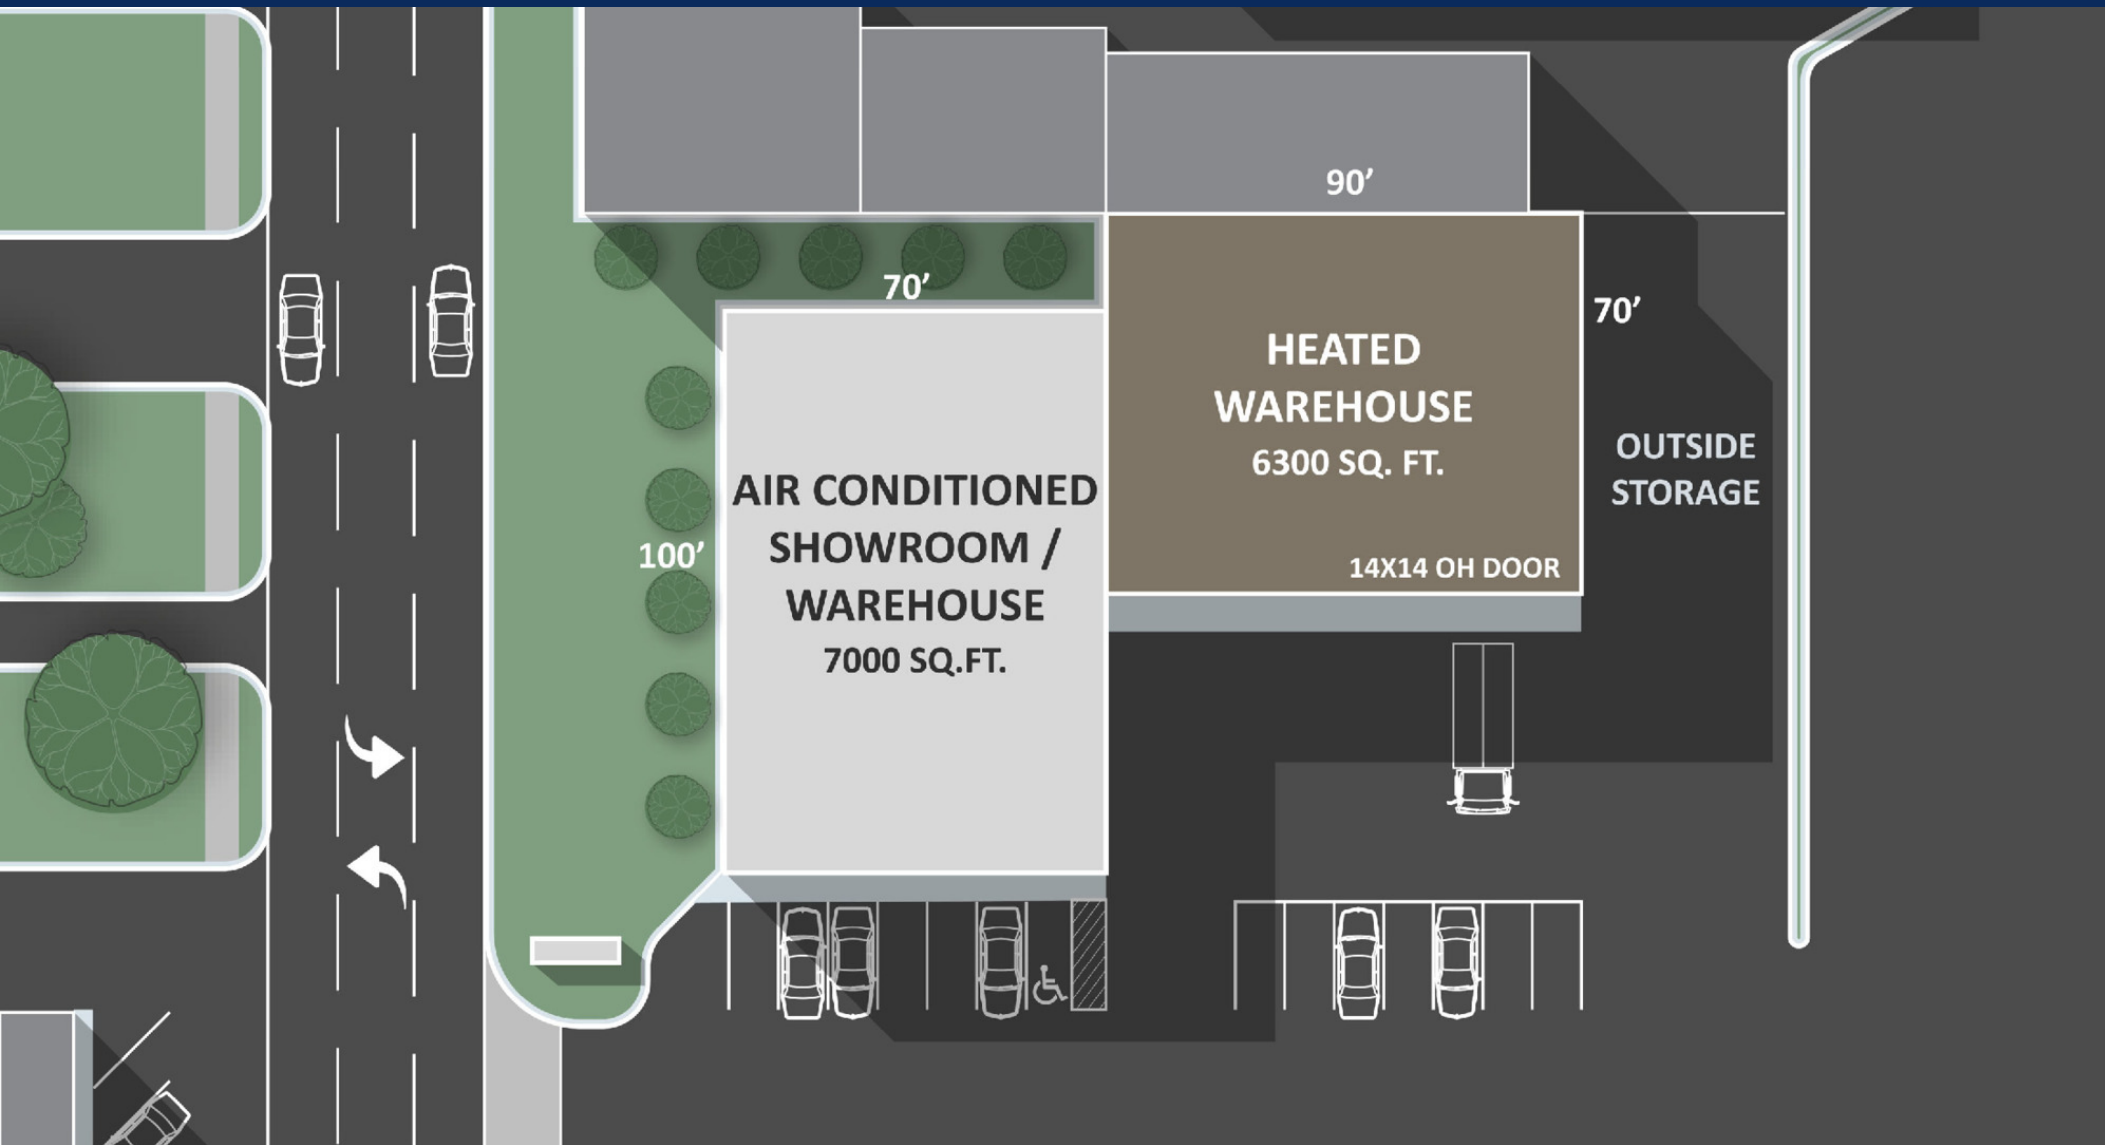 90’
70’
70’
HEATED
WAREHOUSE
6300 SQ. FT.
14X14 OH DOOR
OUTSIDE
STORAGE
100’
AIR CONDITIONED
SHOWROOM /
WAREHOUSE
7000 SQ.FT.